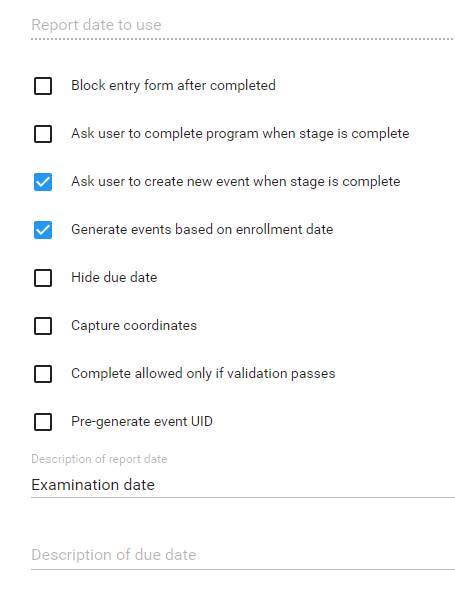 Report date to use
Block entry form after completed
Ask user to complete program when stage is complete
Ask user to create new event when stage is complete
Generate events based on enrollment date
Hide due date
Capture coordinates
Complete allowed only if validation passes
Pre-generate event UID
Description of report date
Examination date
Description of due date